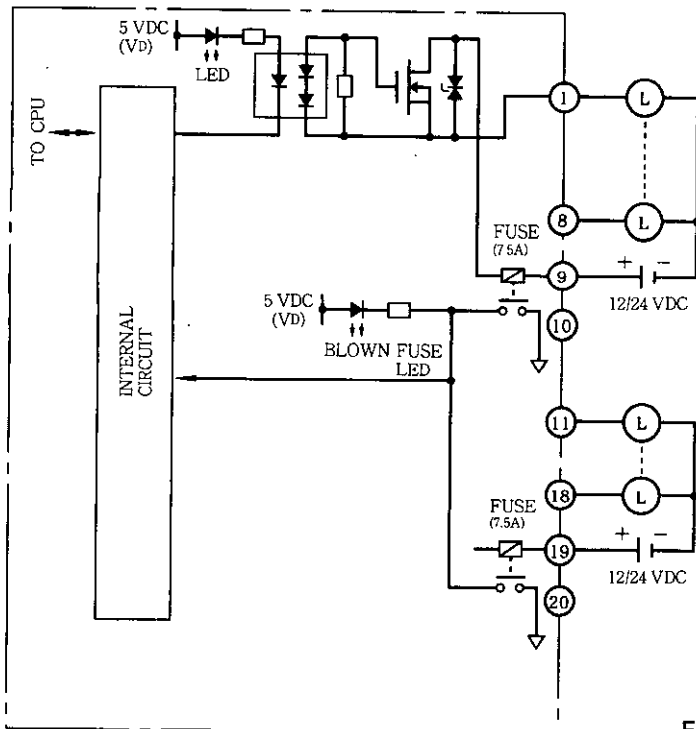 5 VDC
(VD)
LED
TO CPU
1
L
8
L
FUSE
(7.5A)
9
+ −
12/24 VDC
10
5 VDC
(VD)
BLOWN FUSE
LED
INTERNAL
CIRCUIT
11
L
18
L
FUSE
(7.5A)
19
+ −
12/24 VDC
20